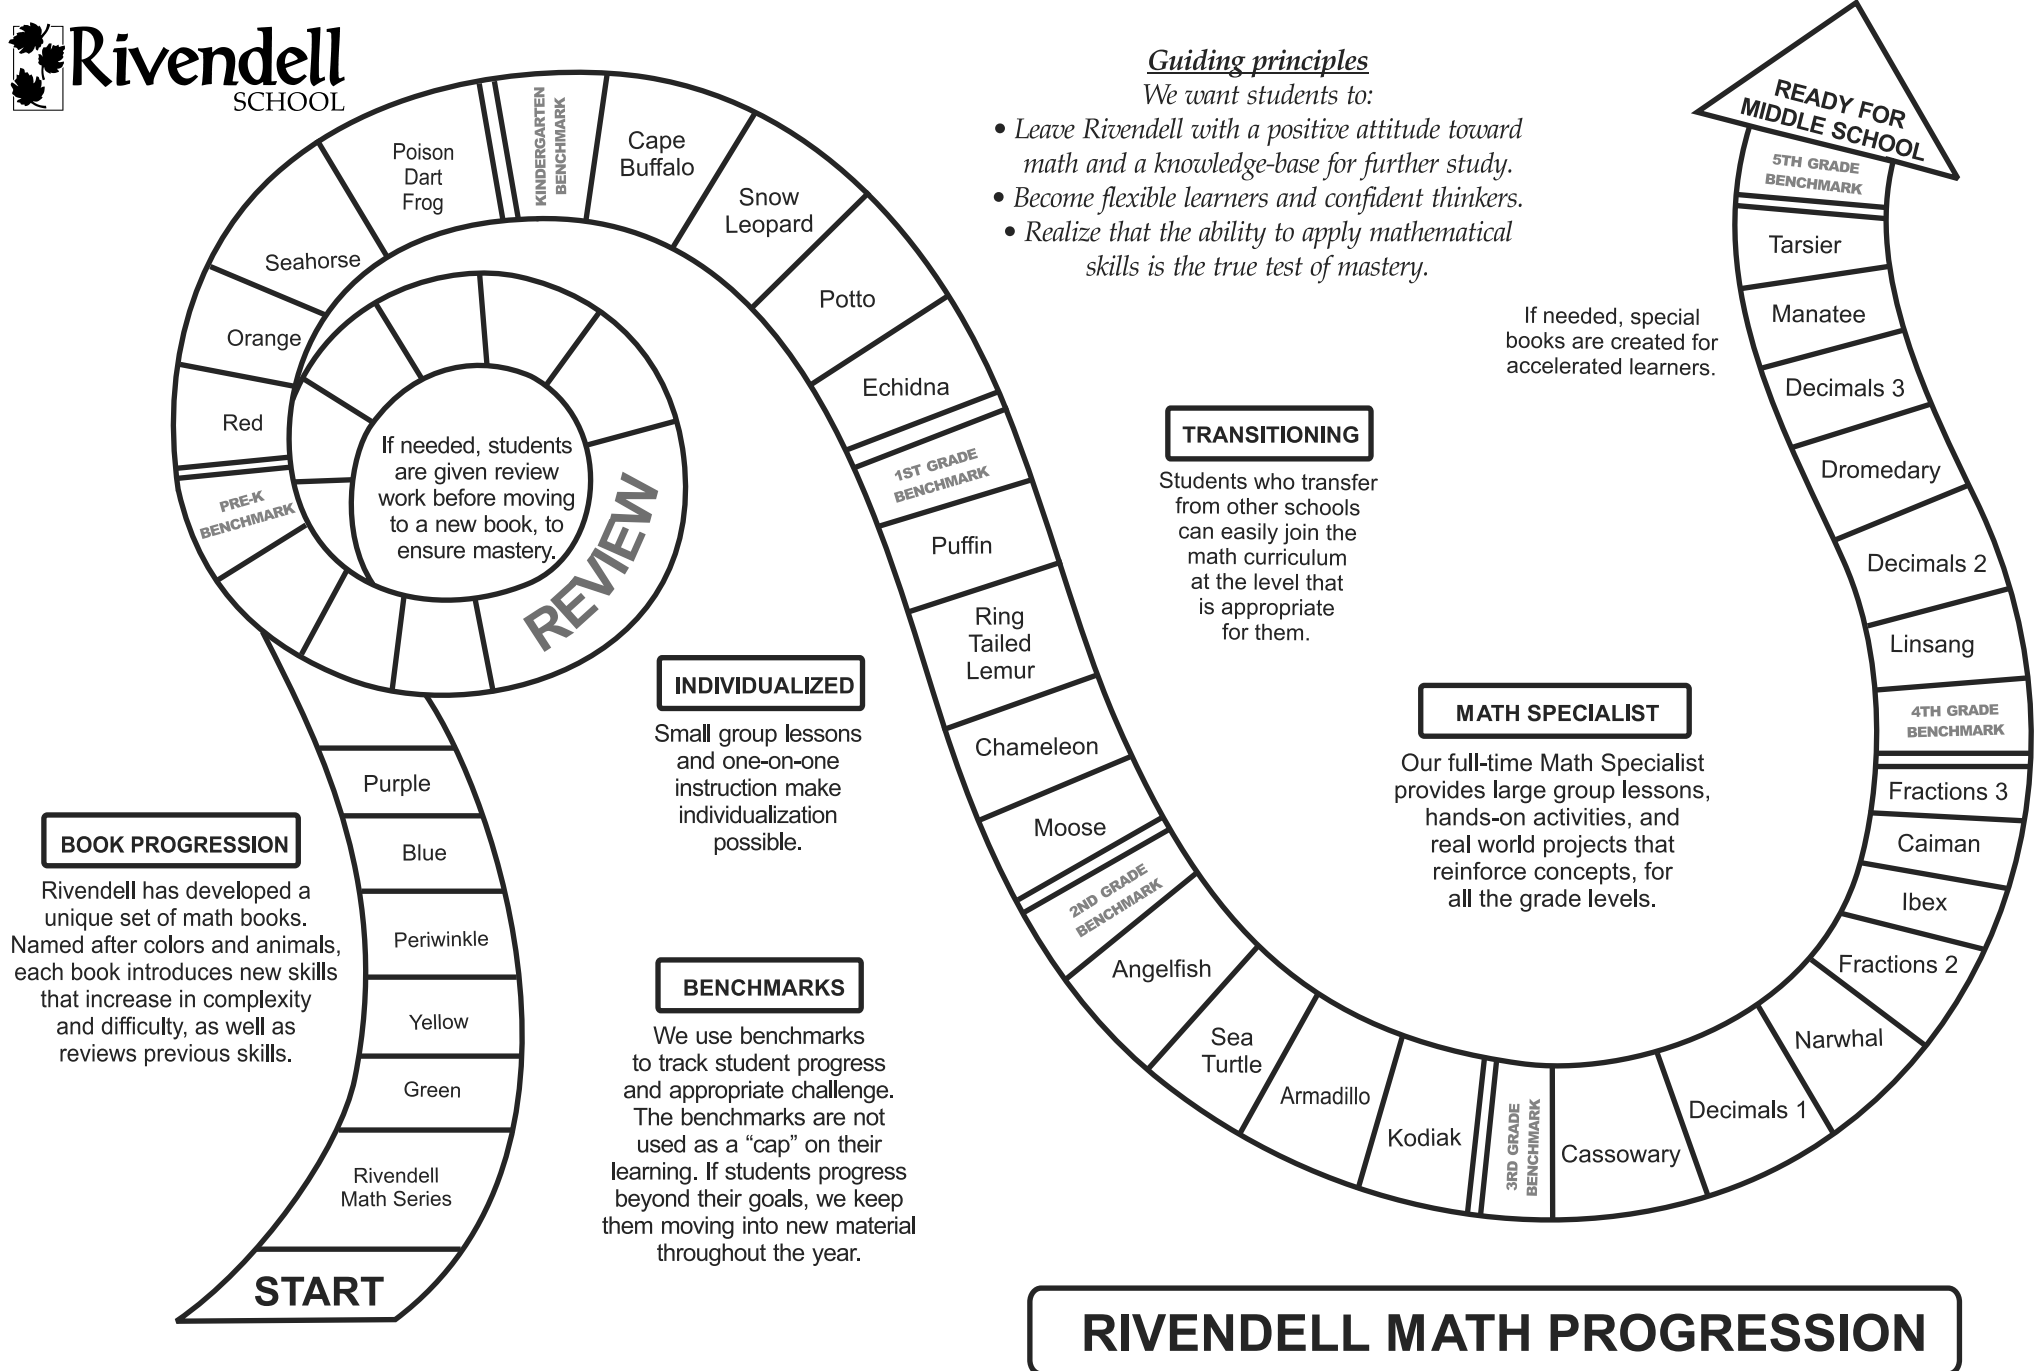 Rivendell
SCHOOL
Guiding principles
We want students to:
• Leave Rivendell with a positive attitude toward
math and a knowledge-base for further study.
• Become flexible learners and confident thinkers.
• Realize that the ability to apply mathematical
skills is the true test of mastery.
START
Rivendell
Math Series
Green
Yellow
Periwinkle
Blue
Purple
REVIEW
If needed, students
are given review
work before moving
to a new book, to
ensure mastery.
PRE-K
BENCHMARK
Red
Orange
Seahorse
Poison
Dart
Frog
KINDERGARTEN
BENCHMARK
Cape
Buffalo
Snow
Leopard
Potto
Echidna
1ST GRADE
BENCHMARK
Puffin
Ring
Tailed
Lemur
Chameleon
Moose
2ND GRADE
BENCHMARK
Angelfish
Sea
Turtle
Armadillo
Kodiak
3RD GRADE
BENCHMARK
Cassowary
Decimals 1
Narwhal
Fractions 2
Ibex
Caiman
Fractions 3
4TH GRADE
BENCHMARK
Linsang
Decimals 2
Dromedary
Decimals 3
Manatee
Tarsier
5TH GRADE
BENCHMARK
READY FOR
MIDDLE SCHOOL
If needed, special
books are created for
accelerated learners.
BOOK PROGRESSION
Rivendell has developed a
unique set of math books.
Named after colors and animals,
each book introduces new skills
that increase in complexity
and difficulty, as well as
reviews previous skills.
INDIVIDUALIZED
Small group lessons
and one-on-one
instruction make
individualization
possible.
BENCHMARKS
We use benchmarks
to track student progress
and appropriate challenge.
The benchmarks are not
used as a “cap” on their
learning. If students progress
beyond their goals, we keep
them moving into new material
throughout the year.
TRANSITIONING
Students who transfer
from other schools
can easily join the
math curriculum
at the level that
is appropriate
for them.
MATH SPECIALIST
Our full-time Math Specialist
provides large group lessons,
hands-on activities, and
real world projects that
reinforce concepts, for
all the grade levels.
RIVENDELL MATH PROGRESSION